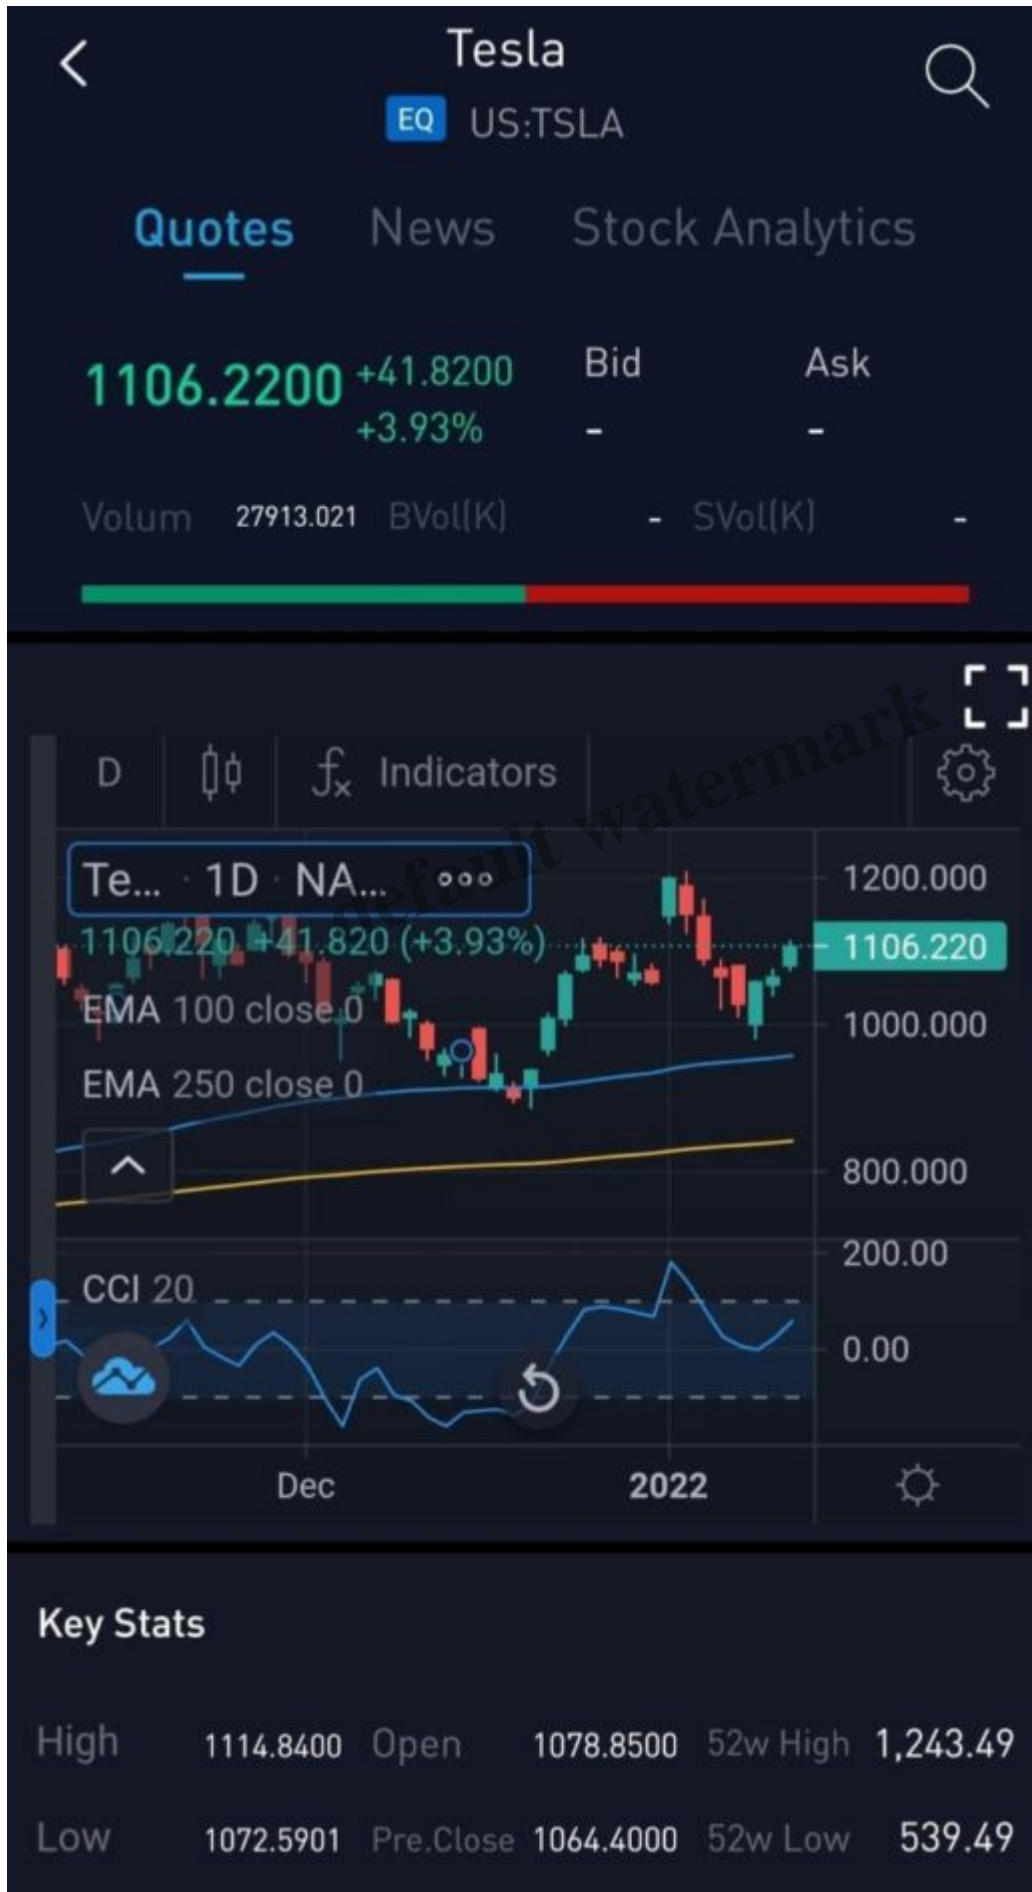 Tesla
EQ US:TSLA
Quotes News Stock Analytics
1106.2200 +41.8200 Bid Ask
+3.93% - -
Volum 27913.021 BVol(K) - SVol(K) -
default watermark
D fx Indicators
Te... · 1D · NA... ooo
1200.000
1106.220 +41.820 (+3.93%) 1106.220
EMA 100 close 0 1000.000
EMA 250 close 0
800.000
200.00
CCI 20
0.00
Dec 2022
Key Stats
High 1114.8400 Open 1078.8500 52w High 1,243.49
Low 1072.5901 Pre.Close 1064.4000 52w Low 539.49